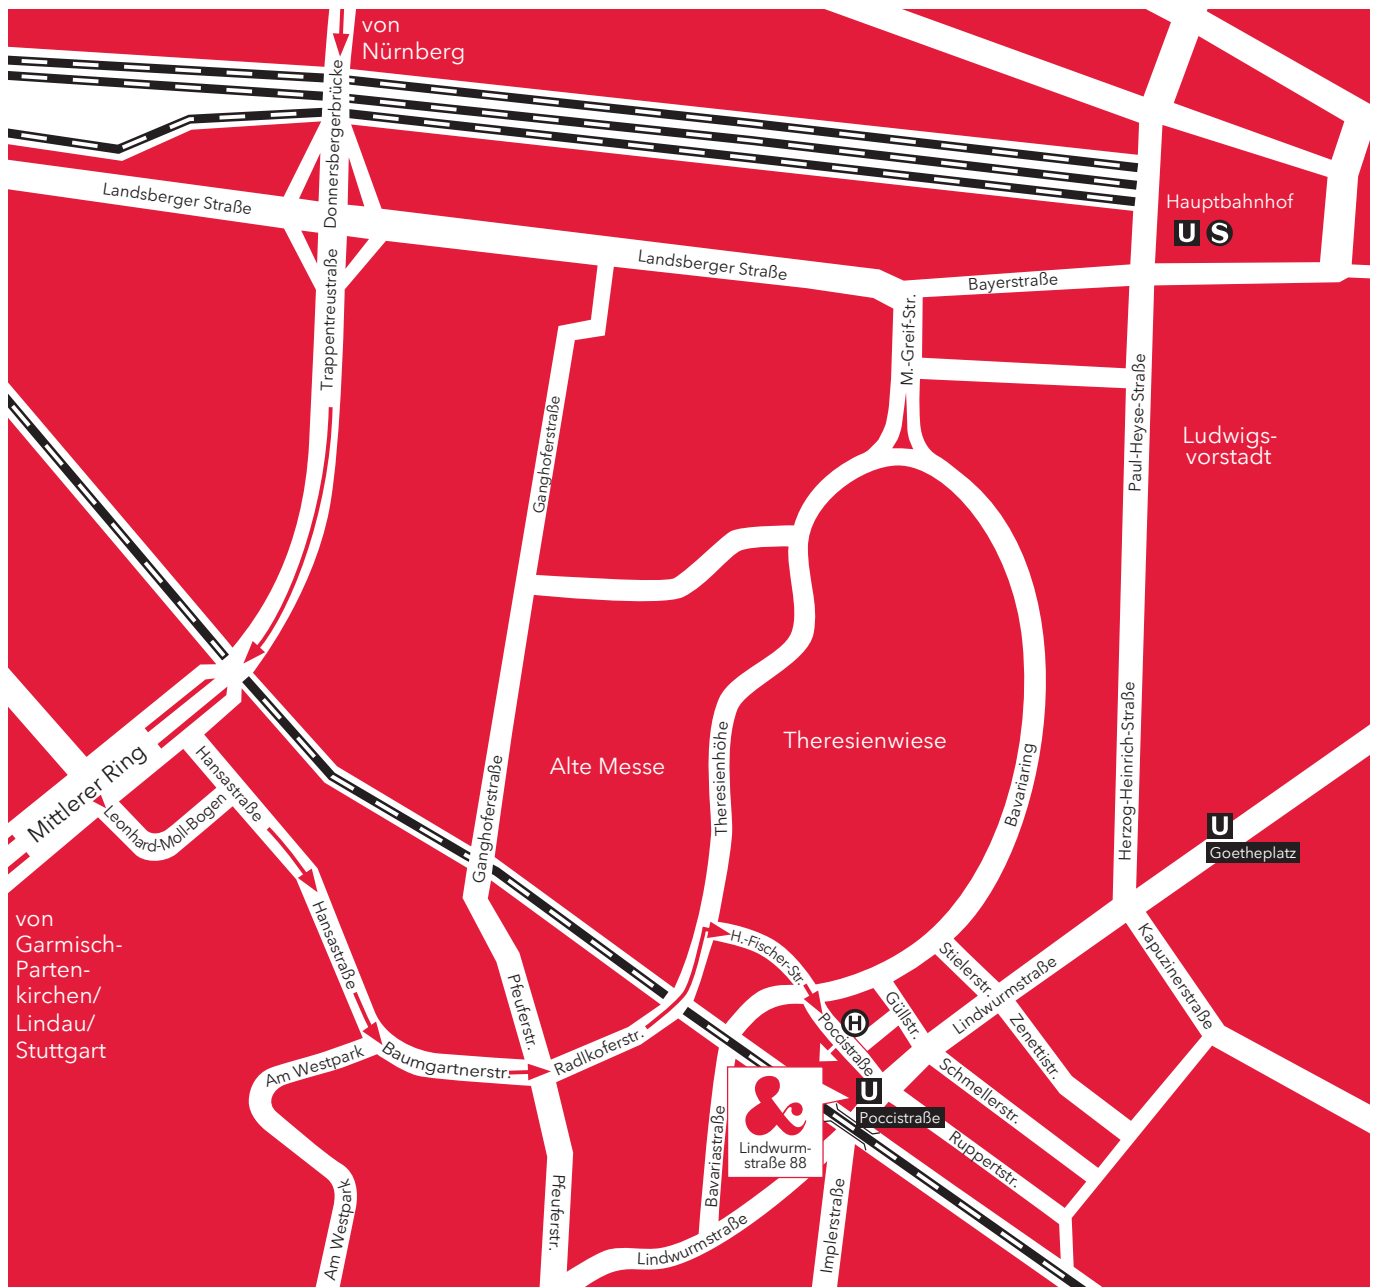 von
Nürnberg
Donnersbergerbrücke
Landsberger Straße
Hauptbahnhof
U S
Landsberger Straße
Bayerstraße
Trappentreustraße
M.-Greif-Str.
Paul-Heyse-Straße
Ganghoferstraße
Ludwigs-
vorstadt
Theresienwiese
Alte Messe
Theresienhöhe
Bavariaring
Herzog-Heinrich-Straße
Mittlerer Ring
Hansastraße
Leonhard-Moll-Bogen
Ganghoferstraße
U
Goetheplatz
von
Garmisch-
Parten-
kirchen/
Lindau/
Stuttgart
Hansastraße
H.-Fischer-Str.
Stielerstr.
Lindwurmstraße
Kapuzinerstraße
Pfeuferstr.
Güllstr.
Zenettistr.
H
Poccistraße
Radlkoferstr.
Am Westpark
Baumgartnerstr.
Schmellerstr.
U
Poccistraße
&
Lindwurm-
straße 88
Bavariastraße
Ruppertstr.
Am Westpark
Pfeuferstr.
Lindwurmstraße
Implerstraße